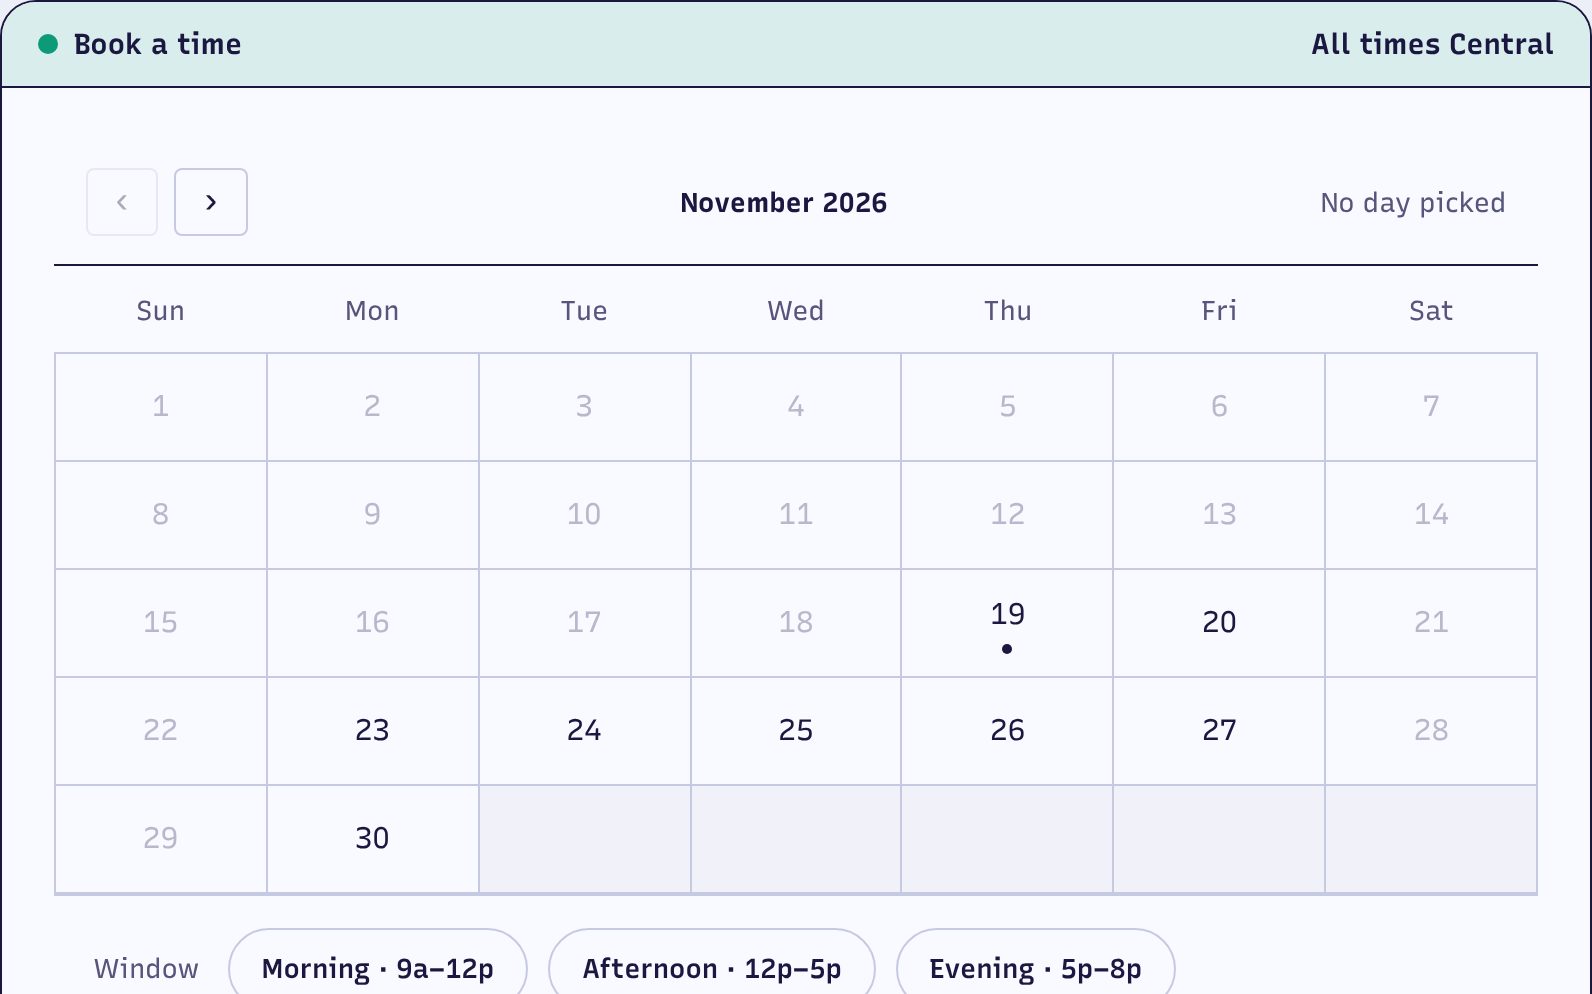 Book a time All times Central
‹ › November 2026 No day picked
Sun Mon Tue Wed Thu Fri Sat
1 2 3 4 5 6 7
8 9 10 11 12 13 14
15 16 17 18 19 20 21
22 23 24 25 26 27 28
29 30
Window Morning · 9a–12p Afternoon · 12p–5p Evening · 5p–8p